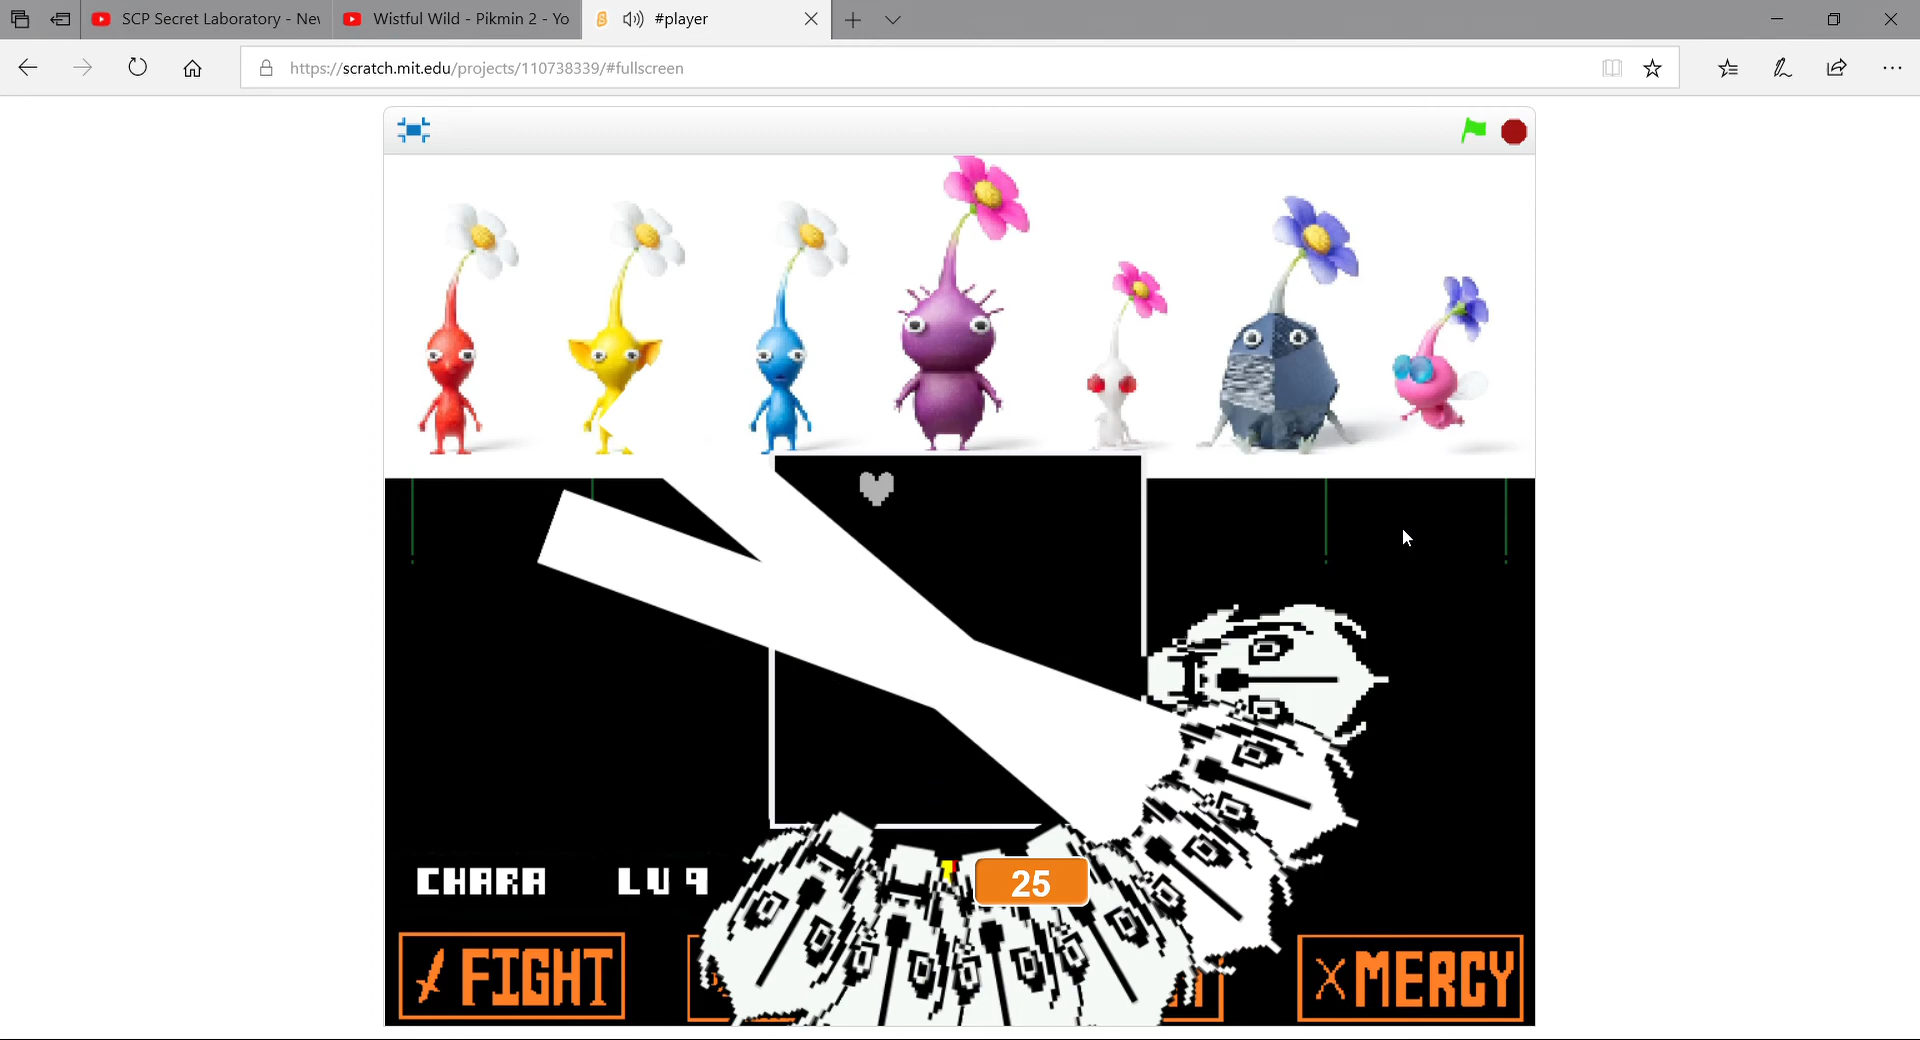 SCP Secret Laboratory - Nev
Wistful Wild - Pikmin 2 - Yo
#player
https://scratch.mit.edu/projects/110738339/#fullscreen
CHARA LV 9
25
FIGHT
MERCY